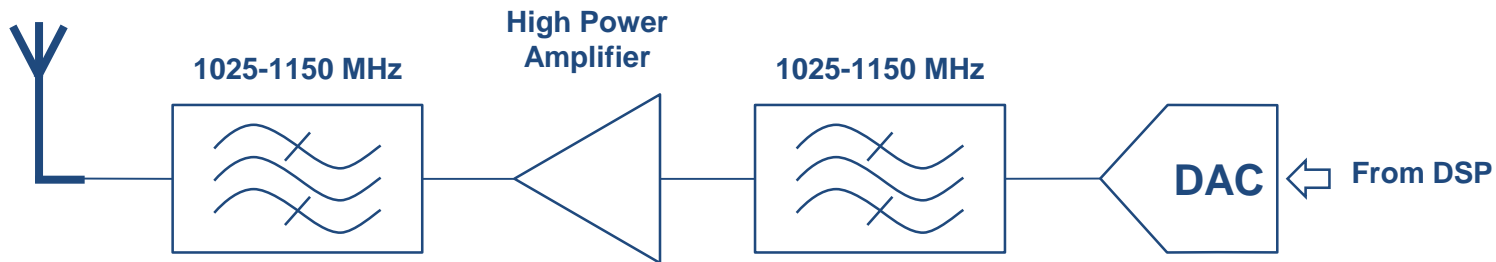 High Power
Amplifier
1025-1150 MHz
1025-1150 MHz
DAC
From DSP